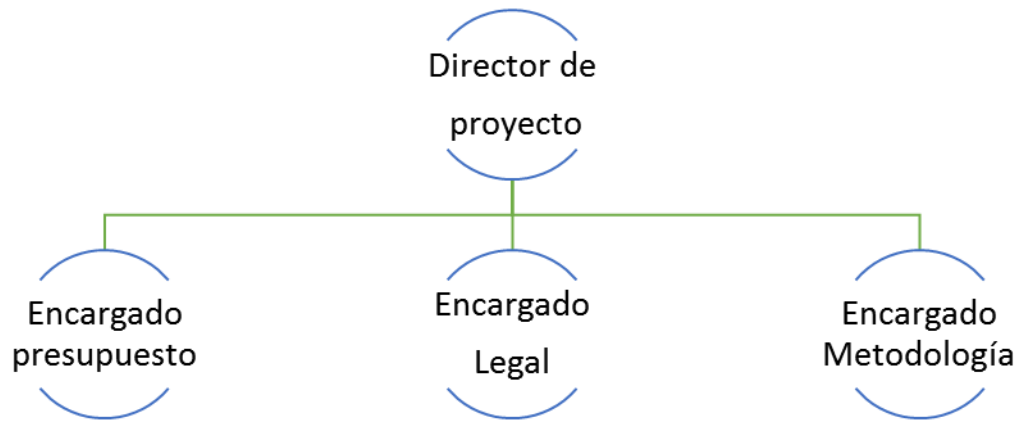 Director de
proyecto
Encargado
presupuesto
Encargado
Legal
Encargado
Metodología